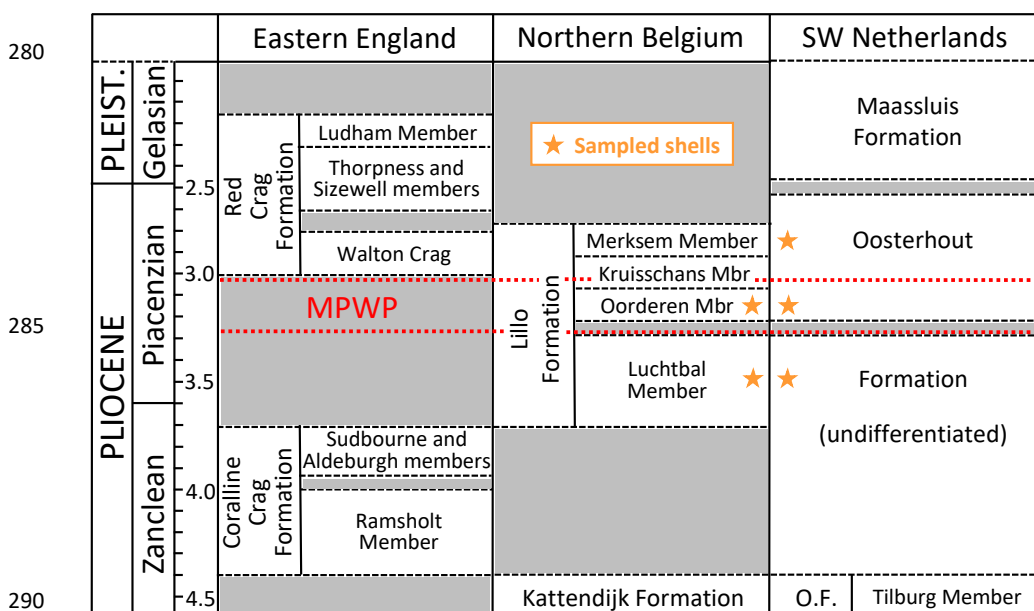 280
Eastern England
Northern Belgium
SW Netherlands
PLEIST.
Gelasian
Maassluis
Formation
Ludham Member
★ Sampled shells
Thorpness and
Sizewell members
2.5
Red
Crag
Formation
Walton Crag
Merksem Member
Oosterhout
3.0
Kruisschans Mbr
MPWP
Oorderen Mbr
285
PLIOCENE
Piacenzian
Lillo
Formation
Luchtbal
Member
Formation
3.5
(undifferentiated)
Sudbourne and
Aldeburgh members
Coralline
Crag
Formation
4.0
Zanclean
Ramsholt
Member
290
4.5
Kattendijk Formation
O.F.
Tilburg Member